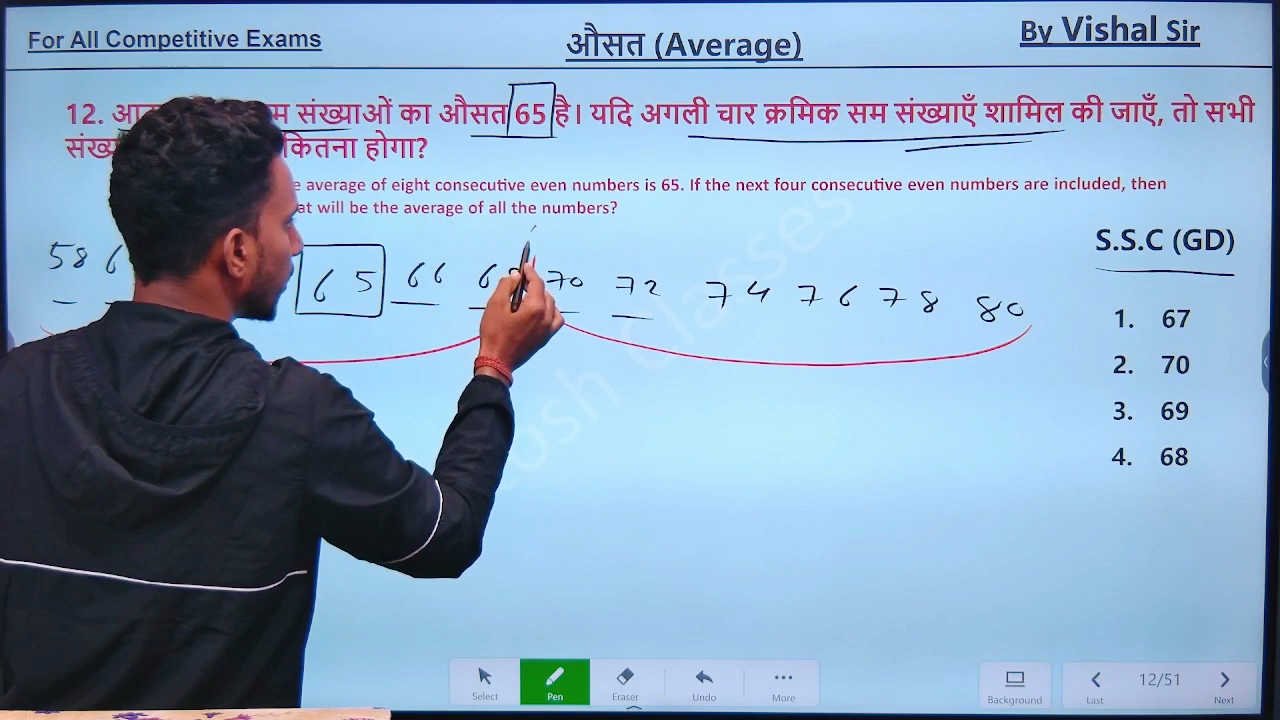 For All Competitive Exams
औसत (Average)
By Vishal Sir
12. संख्याओं का औसत 65 है। यदि अगली चार क्रमिक सम संख्याएँ शामिल की जाएँ, तो सभी
कितना होगा?
average of eight consecutive even numbers is 65. If the next four consecutive even numbers are included, then
will be the average of all the numbers?
S.S.C (GD)
58 65 66 70 72 74 76 78 80
1. 67
2. 70
3. 69
4. 68
Select Pen Eraser Undo More
Background
Last 12/51 Next